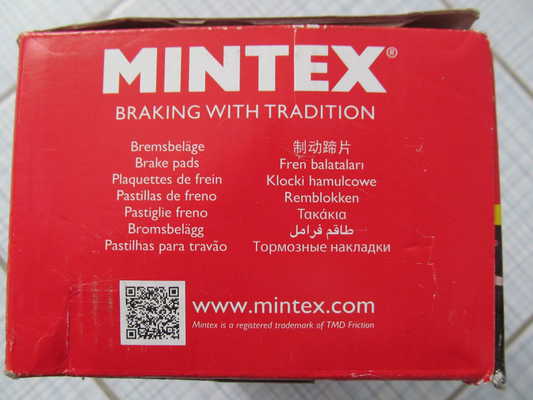 MINTEX®
BRAKING WITH TRADITION
Bremsbeläge
Brake pads
Plaquettes de frein
Pastillas de freno
Pastiglie freno
Bromsbelägg
Pastilhas para travão
制动蹄片
Fren balataları
Klocki hamulcowe
Remblokken
Τακάκια
طاقم فرامل
Тормозные накладки
www.mintex.com
Mintex is a registered trademark of TMD Friction